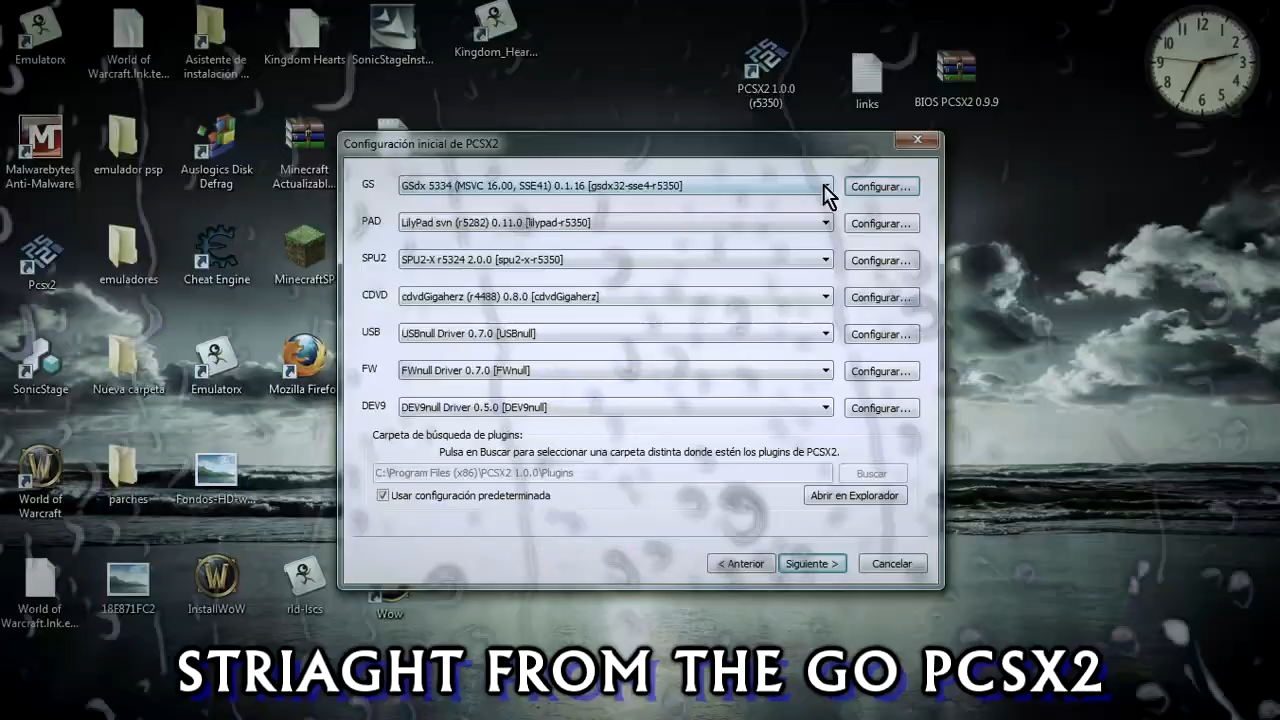 Emulatorx
World of
Warcraft.lnk.te...
Asistente de
instalación ...
Kingdom Hearts
SonicStageInst...
Kingdom_Hear...
PCSX2 1.0.0
(r5350)
links
BIOS PCSX2 0.9.9
12
2
3
6
8
9
Malwarebytes
Anti-Malware
emulador psp
Auslogics Disk
Defrag
Minecraft
Actualizabl...
Pcsx2
emuladores
Cheat Engine
MinecraftSP
SonicStage
Nueva carpeta
Emulatorx
Mozilla Firefo
World of
Warcraft
parches
Fondos-HD-w...
World of
Warcraft.lnk.e...
18F871FC2
InstallWoW
rld-lscs
Wow
Configuración inicial de PCSX2
GS
GSdx 5334 (MSVC 16.00, SSE41) 0.1.16 [gsdx32-sse4-r5350]
Configurar...
PAD
LilyPad svn (r5282) 0.11.0 [lilypad-r5350]
Configurar...
SPU2
SPU2-X r5324 2.0.0 [spu2-x-r5350]
Configurar...
CDVD
cdvdGigaherz (r4488) 0.8.0 [cdvdGigaherz]
Configurar...
USB
USBnull Driver 0.7.0 [USBnull]
Configurar...
FW
FWnull Driver 0.7.0 [FWnull]
Configurar...
DEV9
DEV9null Driver 0.5.0 [DEV9null]
Configurar...
Carpeta de búsqueda de plugins:
Pulsa en Buscar para seleccionar una carpeta distinta donde estén los plugins de PCSX2.
C:\Program Files (x86)\PCSX2 1.0.0\Plugins
Buscar
Usar configuración predeterminada
Abrir en Explorador
< Anterior
Siguiente >
Cancelar
STRIAGHT FROM THE GO PCSX2